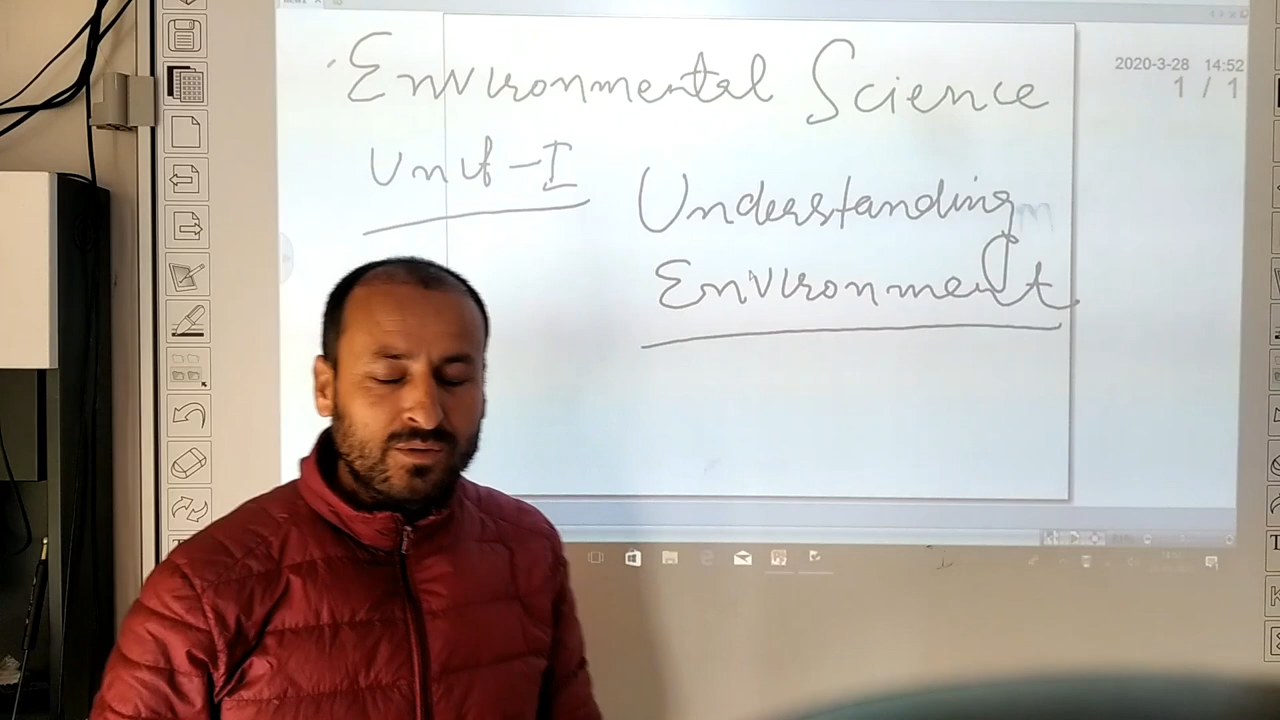 Environmental Science
2020-3-28 14:52
1 / 1
Unit-I
Understanding
Environment